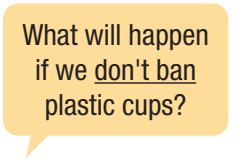 What will happen
if we don't ban
plastic cups?